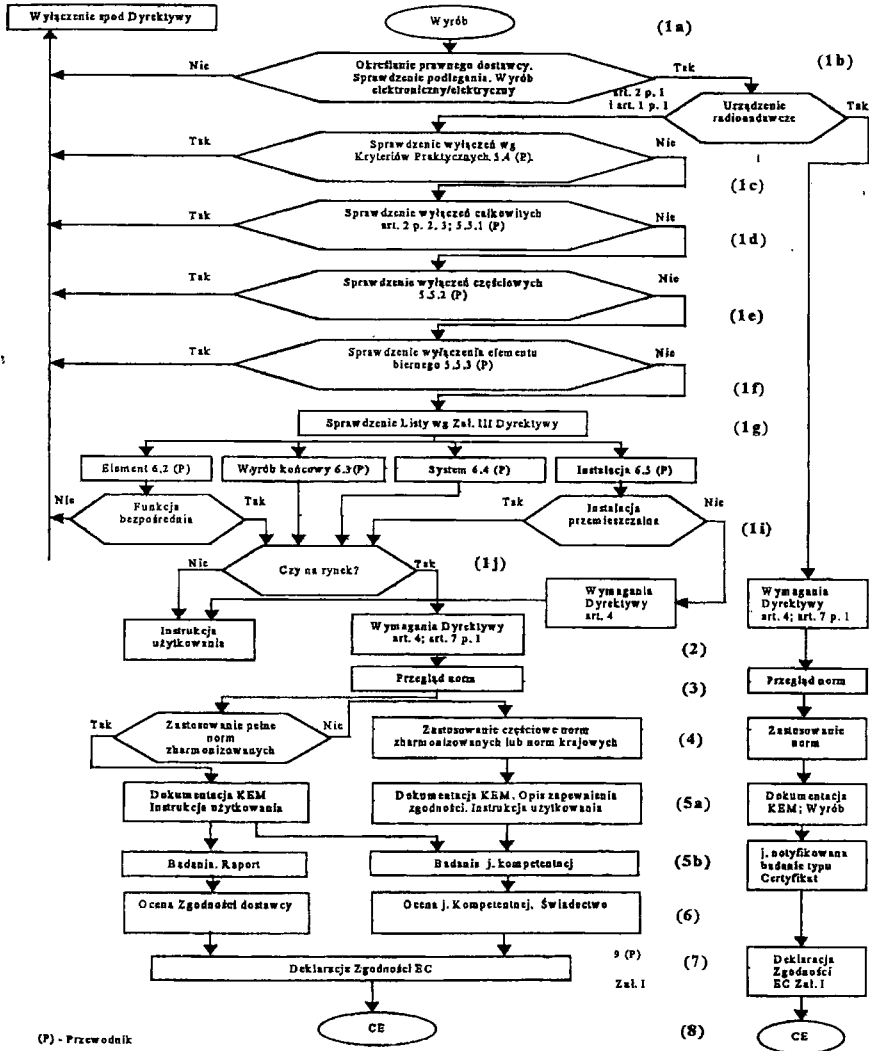 Wyłączenie spod Dyrektywy
Wyrób
(1a)
Nie
Określanie prawnego dostawcy.
Sprawdzenie podlegania. Wyrób
elektroniczny/elektryczny
Tak
(1b)
art. 2 p. 1
i art. 1 p. 1
Urządzenie
radionadawcze
Tak
Tak
Sprawdzenie wyłączeń wg
Kryteriów Praktycznych 5.4 (P).
Nie
(1c)
Tak
Sprawdzenie wyłączeń całkowitych
art. 2 p. 2, 3; 5.5.1 (P)
Nie
(1d)
Tak
Sprawdzenie wyłączeń częściowych
5.5.2 (P)
Nie
(1e)
Tak
Sprawdzenie wyłączenia elementu
biernego 5.5.3 (P)
Nie
(1f)
Sprawdzenie Listy wg Zał. III Dyrektywy
(1g)
Element 6.2 (P)
Wyrób końcowy 6.3(P)
System 6.4 (P)
Instalacja 6.5 (P)
Nie
Funkcja
bezpośrednia
Tak
Tak
Instalacja
przemieszczalna
Nie
(1i)
Nie
Czy na rynek?
Tak
(1j)
Instrukcja
użytkowania
Wymagania Dyrektywy
art. 4; art. 7 p. 1
Wymagania
Dyrektywy
art. 4
Wymagania
Dyrektywy
art. 4; art. 7 p. 1
(2)
Przegląd norm
(3)
Przegląd norm
Tak
Zastosowanie pełne
norm
zharmonizowanych
Nie
Zastosowanie częściowe norm
zharmonizowanych lub norm krajowych
(4)
Zastosowanie
norm
Dokumentacja KEM
Instrukcja użytkowania
Dokumentacja KEM. Opis zapewnienia
zgodności. Instrukcja użytkowania
(5a)
Dokumentacja
KEM; Wyrób
Badania. Raport
Badania j. kompetentnej
(5b)
j. notyfikowana
badanie typu
Certyfikat
Ocena Zgodności dostawcy
Ocena j. Kompetentnej, Świadectwo
(6)
Deklaracja Zgodności EC
9 (P)
Zał. I
(7)
Deklaracja
Zgodności
EC Zał. I
CE
(8)
CE
(P) - Przewodnik